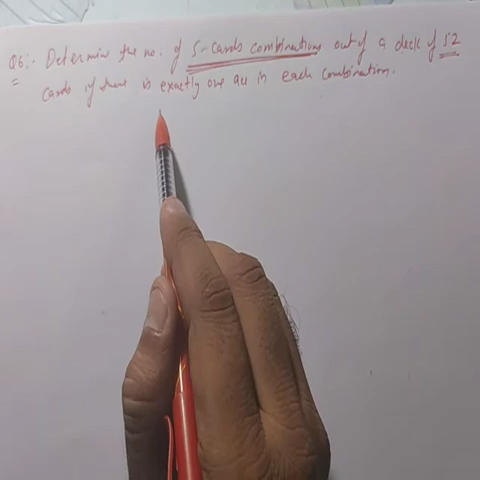 Q6:- Determine the no. of 5-Cards combinations out of a deck of 52
Cards if there is exactly one ace in each combination.